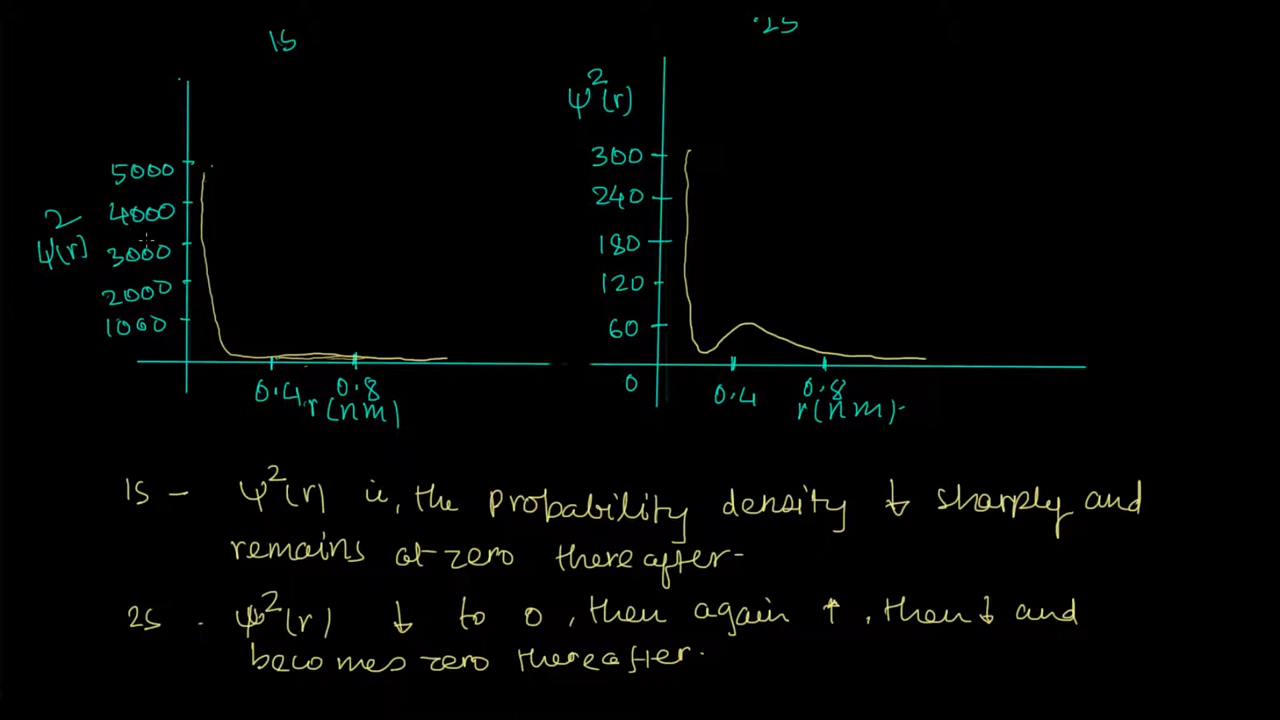 1S
2S
ψ²(r)
5000
4000
3000
2000
1000
0.4
0.8
r(nm)
ψ²(r)
300
240
180
120
60
0
0.4
0.8
r(nm)
1S - ψ²(r) ie, the probability density ↓ sharply and
remains at zero thereafter-
2S . ψ²(r) ↓ to 0, then again ↑, then ↓ and
becomes zero thereafter.